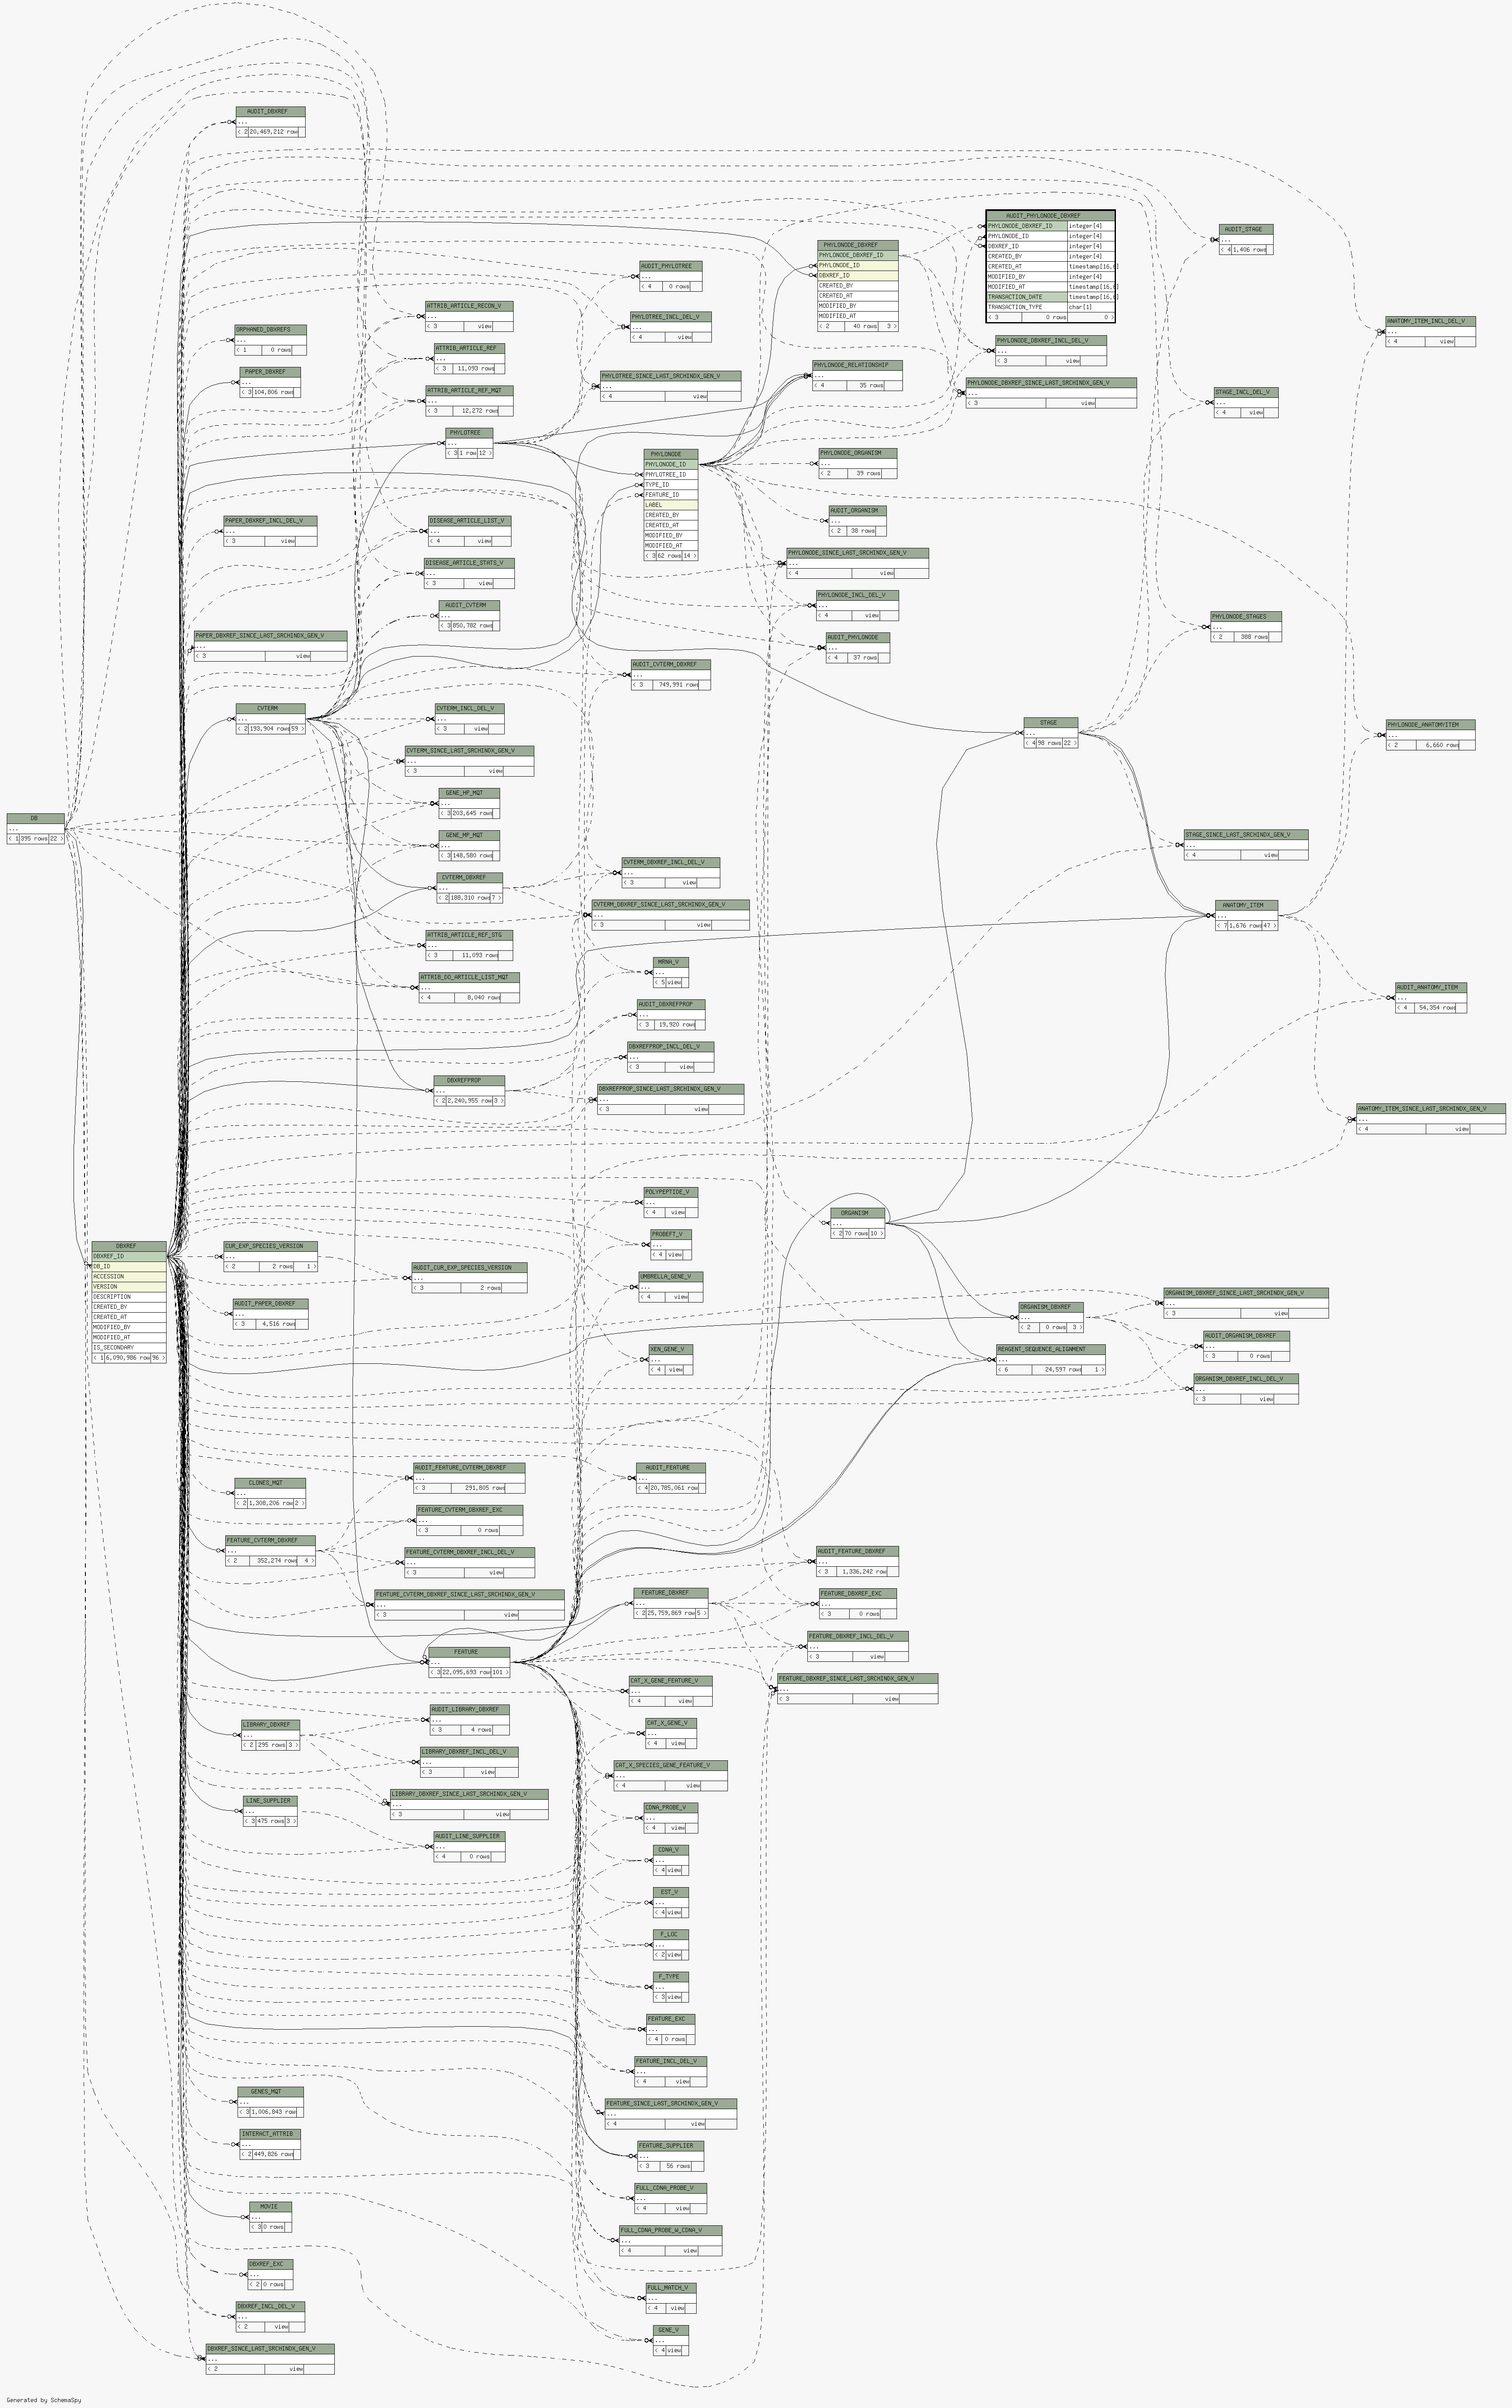 AUDIT_DBXREF
...
< 2 20,469,212 row
AUDIT_PHYLONODE_DBXREF
PHYLONODE_DBXREF_ID integer[4]
PHYLONODE_ID integer[4]
DBXREF_ID integer[4]
CREATED_BY integer[4]
CREATED_AT timestamp[16,6]
MODIFIED_BY integer[4]
MODIFIED_AT timestamp[16,6]
TRANSACTION_DATE timestamp[16,6]
TRANSACTION_TYPE char[1]
< 3 0 rows 0 >
AUDIT_STAGE
...
< 4 1,406 rows
PHYLONODE_DBXREF
PHYLONODE_DBXREF_ID
PHYLONODE_ID
DBXREF_ID
CREATED_BY
CREATED_AT
MODIFIED_BY
MODIFIED_AT
< 2 40 rows 3 >
AUDIT_PHYLOTREE
...
< 4 0 rows
ATTRIB_ARTICLE_RECON_V
...
< 3 view
PHYLOTREE_INCL_DEL_V
...
< 4 view
ANATOMY_ITEM_INCL_DEL_V
...
< 4 view
ORPHANED_DBXREFS
...
< 1 0 rows
ATTRIB_ARTICLE_REF
...
< 3 11,093 rows
PHYLONODE_DBXREF_INCL_DEL_V
...
< 3 view
PAPER_DBXREF
...
< 3 104,806 rows
PHYLOTREE_SINCE_LAST_SRCHINDX_GEN_V
...
< 4 view
PHYLONODE_RELATIONSHIP
...
< 4 35 rows
PHYLONODE_DBXREF_SINCE_LAST_SRCHINDX_GEN_V
...
< 3 view
ATTRIB_ARTICLE_REF_MQT
...
< 3 12,272 rows
STAGE_INCL_DEL_V
...
< 4 view
PHYLOTREE
...
< 3 1 row 12 >
PHYLONODE
PHYLONODE_ID
PHYLOTREE_ID
TYPE_ID
FEATURE_ID
LABEL
CREATED_BY
CREATED_AT
MODIFIED_BY
MODIFIED_AT
< 3 62 rows 14 >
PHYLONODE_ORGANISM
...
< 2 39 rows
AUDIT_ORGANISM
...
< 2 38 rows
PAPER_DBXREF_INCL_DEL_V
...
< 3 view
DISEASE_ARTICLE_LIST_V
...
< 4 view
PHYLONODE_SINCE_LAST_SRCHINDX_GEN_V
...
< 4 view
DISEASE_ARTICLE_STATS_V
...
< 3 view
PHYLONODE_INCL_DEL_V
...
< 4 view
AUDIT_CVTERM
...
< 3 850,782 rows
PHYLONODE_STAGES
...
< 2 388 rows
PAPER_DBXREF_SINCE_LAST_SRCHINDX_GEN_V
...
< 3 view
AUDIT_PHYLONODE
...
< 4 37 rows
AUDIT_CVTERM_DBXREF
...
< 3 749,991 rows
CVTERM
...
< 2 193,904 rows 59 >
CVTERM_INCL_DEL_V
...
< 3 view
STAGE
...
< 4 98 rows 22 >
PHYLONODE_ANATOMYITEM
...
< 2 6,660 rows
CVTERM_SINCE_LAST_SRCHINDX_GEN_V
...
< 3 view
GENE_HP_MQT
...
< 3 203,645 rows
DB
...
< 1 395 rows 22 >
GENE_MP_MQT
...
< 3 148,580 rows
STAGE_SINCE_LAST_SRCHINDX_GEN_V
...
< 4 view
CVTERM_DBXREF_INCL_DEL_V
...
< 3 view
CVTERM_DBXREF
...
< 2 188,310 rows 7 >
CVTERM_DBXREF_SINCE_LAST_SRCHINDX_GEN_V
...
< 3 view
ANATOMY_ITEM
...
< 7 1,676 rows 47 >
ATTRIB_ARTICLE_REF_STG
...
< 3 11,093 rows
MRNA_V
...
< 5 view
ATTRIB_DO_ARTICLE_LIST_MQT
...
< 4 8,040 rows
AUDIT_ANATOMY_ITEM
...
< 4 54,354 rows
AUDIT_DBXREFPROP
...
< 3 19,920 rows
DBXREFPROP_INCL_DEL_V
...
< 3 view
DBXREFPROP
...
< 2 2,240,955 row 3 >
DBXREFPROP_SINCE_LAST_SRCHINDX_GEN_V
...
< 3 view
ANATOMY_ITEM_SINCE_LAST_SRCHINDX_GEN_V
...
< 4 view
POLYPEPTIDE_V
...
< 4 view
ORGANISM
...
< 2 70 rows 10 >
PROBEFT_V
...
< 4 view
DBXREF
DBXREF_ID
DB_ID
ACCESSION
VERSION
DESCRIPTION
CREATED_BY
CREATED_AT
MODIFIED_BY
MODIFIED_AT
IS_SECONDARY
< 1 6,090,986 row 96 >
CUR_EXP_SPECIES_VERSION
...
< 2 2 rows 1 >
AUDIT_CUR_EXP_SPECIES_VERSION
...
< 3 2 rows
UMBRELLA_GENE_V
...
< 4 view
ORGANISM_DBXREF_SINCE_LAST_SRCHINDX_GEN_V
...
< 3 view
AUDIT_PAPER_DBXREF
...
< 3 4,516 rows
ORGANISM_DBXREF
...
< 2 0 rows 3 >
AUDIT_ORGANISM_DBXREF
...
< 3 0 rows
XEN_GENE_V
...
< 4 view
REAGENT_SEQUENCE_ALIGNMENT
...
< 6 24,597 rows 1 >
ORGANISM_DBXREF_INCL_DEL_V
...
< 3 view
AUDIT_FEATURE_CVTERM_DBXREF
...
< 3 291,805 rows
AUDIT_FEATURE
...
< 4 20,785,061 row
CLONES_MQT
...
< 2 1,308,206 row 2 >
FEATURE_CVTERM_DBXREF_EXC
...
< 3 0 rows
FEATURE_CVTERM_DBXREF
...
< 2 352,274 rows 4 >
FEATURE_CVTERM_DBXREF_INCL_DEL_V
...
< 3 view
AUDIT_FEATURE_DBXREF
...
< 3 1,336,242 row
FEATURE_CVTERM_DBXREF_SINCE_LAST_SRCHINDX_GEN_V
...
< 3 view
FEATURE_DBXREF
...
< 2 25,759,869 row 5 >
FEATURE_DBXREF_EXC
...
< 3 0 rows
FEATURE_DBXREF_INCL_DEL_V
...
< 3 view
FEATURE
...
< 3 22,095,693 row 101 >
CAT_X_GENE_FEATURE_V
...
< 4 view
FEATURE_DBXREF_SINCE_LAST_SRCHINDX_GEN_V
...
< 3 view
AUDIT_LIBRARY_DBXREF
...
< 3 4 rows
LIBRARY_DBXREF
...
< 2 295 rows 3 >
CAT_X_GENE_V
...
< 4 view
LIBRARY_DBXREF_INCL_DEL_V
...
< 3 view
CAT_X_SPECIES_GENE_FEATURE_V
...
< 4 view
LIBRARY_DBXREF_SINCE_LAST_SRCHINDX_GEN_V
...
< 3 view
LINE_SUPPLIER
...
< 3 475 rows 3 >
CDNA_PROBE_V
...
< 4 view
AUDIT_LINE_SUPPLIER
...
< 4 0 rows
CDNA_V
...
< 4 view
EST_V
...
< 4 view
F_LOC
...
< 2 view
F_TYPE
...
< 3 view
FEATURE_EXC
...
< 4 0 rows
FEATURE_INCL_DEL_V
...
< 4 view
GENES_MQT
...
< 3 1,006,843 row
FEATURE_SINCE_LAST_SRCHINDX_GEN_V
...
< 4 view
INTERACT_ATTRIB
...
< 2 449,826 rows
FEATURE_SUPPLIER
...
< 3 56 rows
FULL_CDNA_PROBE_V
...
< 4 view
MOVIE
...
< 3 0 rows
FULL_CDNA_PROBE_W_CDNA_V
...
< 4 view
DBXREF_EXC
...
< 2 0 rows
FULL_MATCH_V
...
< 4 view
DBXREF_INCL_DEL_V
...
< 2 view
GENE_V
...
< 4 view
DBXREF_SINCE_LAST_SRCHINDX_GEN_V
...
< 2 view
Generated by SchemaSpy